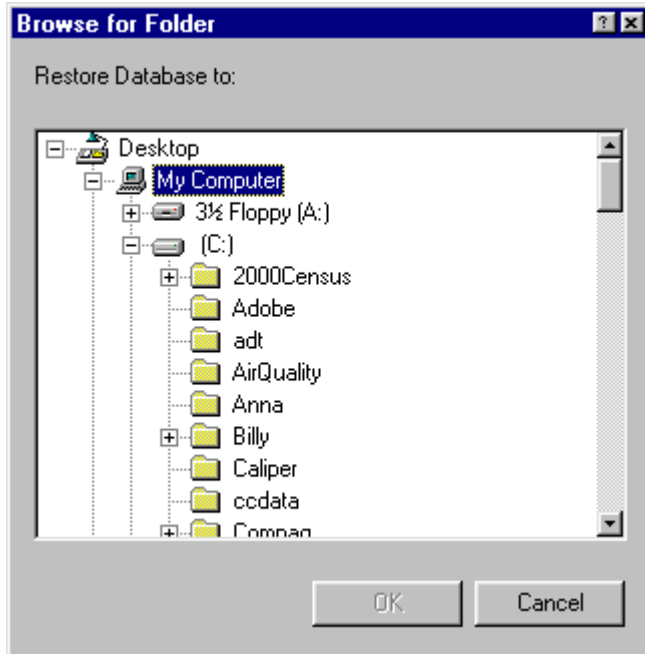 Browse for Folder
Restore Database to:
Desktop
My Computer
3½ Floppy (A:)
(C:)
2000Census
Adobe
adt
AirQuality
Anna
Billy
Caliper
ccdata
Compaq
OK Cancel